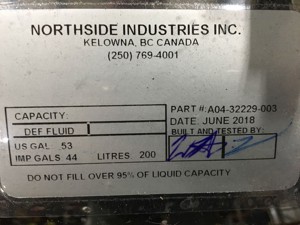 NORTHSIDE INDUSTRIES INC.
KELOWNA, BC CANADA
(250) 769-4001
CAPACITY:
DEF FLUID
US GAL .53
IMP GALS 44 LITRES 200
PART #:A04-32229-003
DATE: JUNE 2018
BUILT AND TESTED BY:
DO NOT FILL OVER 95% OF LIQUID CAPACITY